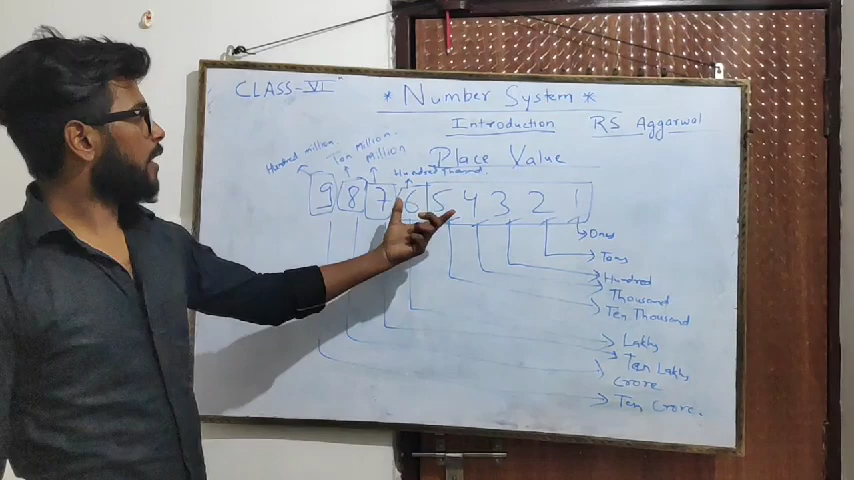 CLASS-VI
* Number System *
Introduction
RS Aggarwal
Place Value
Hundred million
Ten Million.
Million
Hundred Thousand
9 8 7 6 5 4 3 2 1
Ones
Tens
Hundred
Thousand
Ten Thousand
Lakhs
Ten Lakhs
Crore
Ten Crore.